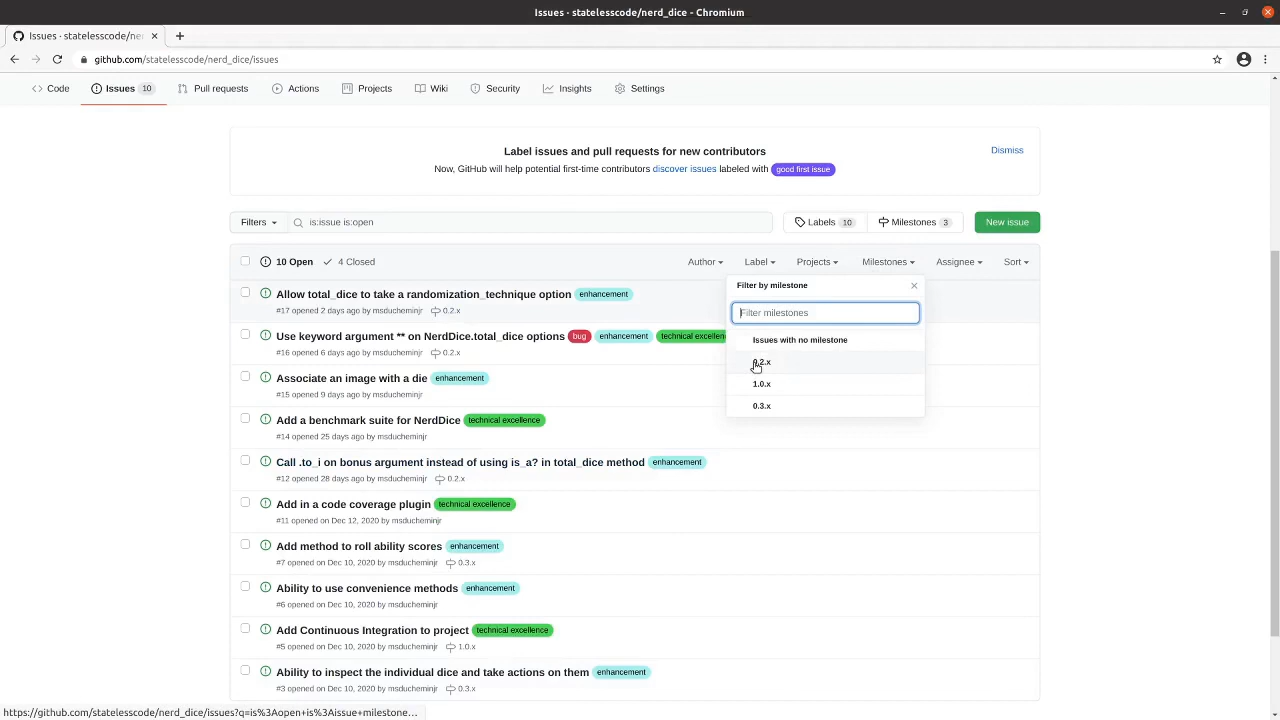 Issues · statelesscode/nerd_dice - Chromium
Issues · statelesscode/ner
github.com/statelesscode/nerd_dice/issues
Code Issues 10 Pull requests Actions Projects Wiki Security Insights Settings
Label issues and pull requests for new contributors
Dismiss
Now, GitHub will help potential first-time contributors discover issues labeled with good first issue
Filters is:issue is:open Labels 10 Milestones 3 New issue
10 Open 4 Closed Author Label Projects Milestones Assignee Sort
Filter by milestone
Filter milestones
Issues with no milestone
0.2.x
1.0.x
0.3.x
Allow total_dice to take a randomization_technique option enhancement
#17 opened 2 days ago by msducheminjr 0.2.x
Use keyword argument ** on NerdDice.total_dice options bug enhancement technical excellen
#16 opened 6 days ago by msducheminjr 0.2.x
Associate an image with a die enhancement
#15 opened 9 days ago by msducheminjr
Add a benchmark suite for NerdDice technical excellence
#14 opened 25 days ago by msducheminjr
Call .to_i on bonus argument instead of using is_a? in total_dice method enhancement
#12 opened 28 days ago by msducheminjr 0.2.x
Add in a code coverage plugin technical excellence
#11 opened on Dec 12, 2020 by msducheminjr
Add method to roll ability scores enhancement
#7 opened on Dec 10, 2020 by msducheminjr 0.3.x
Ability to use convenience methods enhancement
#6 opened on Dec 10, 2020 by msducheminjr
Add Continuous Integration to project technical excellence
#5 opened on Dec 10, 2020 by msducheminjr 1.0.x
Ability to inspect the individual dice and take actions on them enhancement
#3 opened on Dec 10, 2020 by msducheminjr 0.3.x
https://github.com/statelesscode/nerd_dice/issues?q=is%3Aopen+is%3Aissue+milestone...